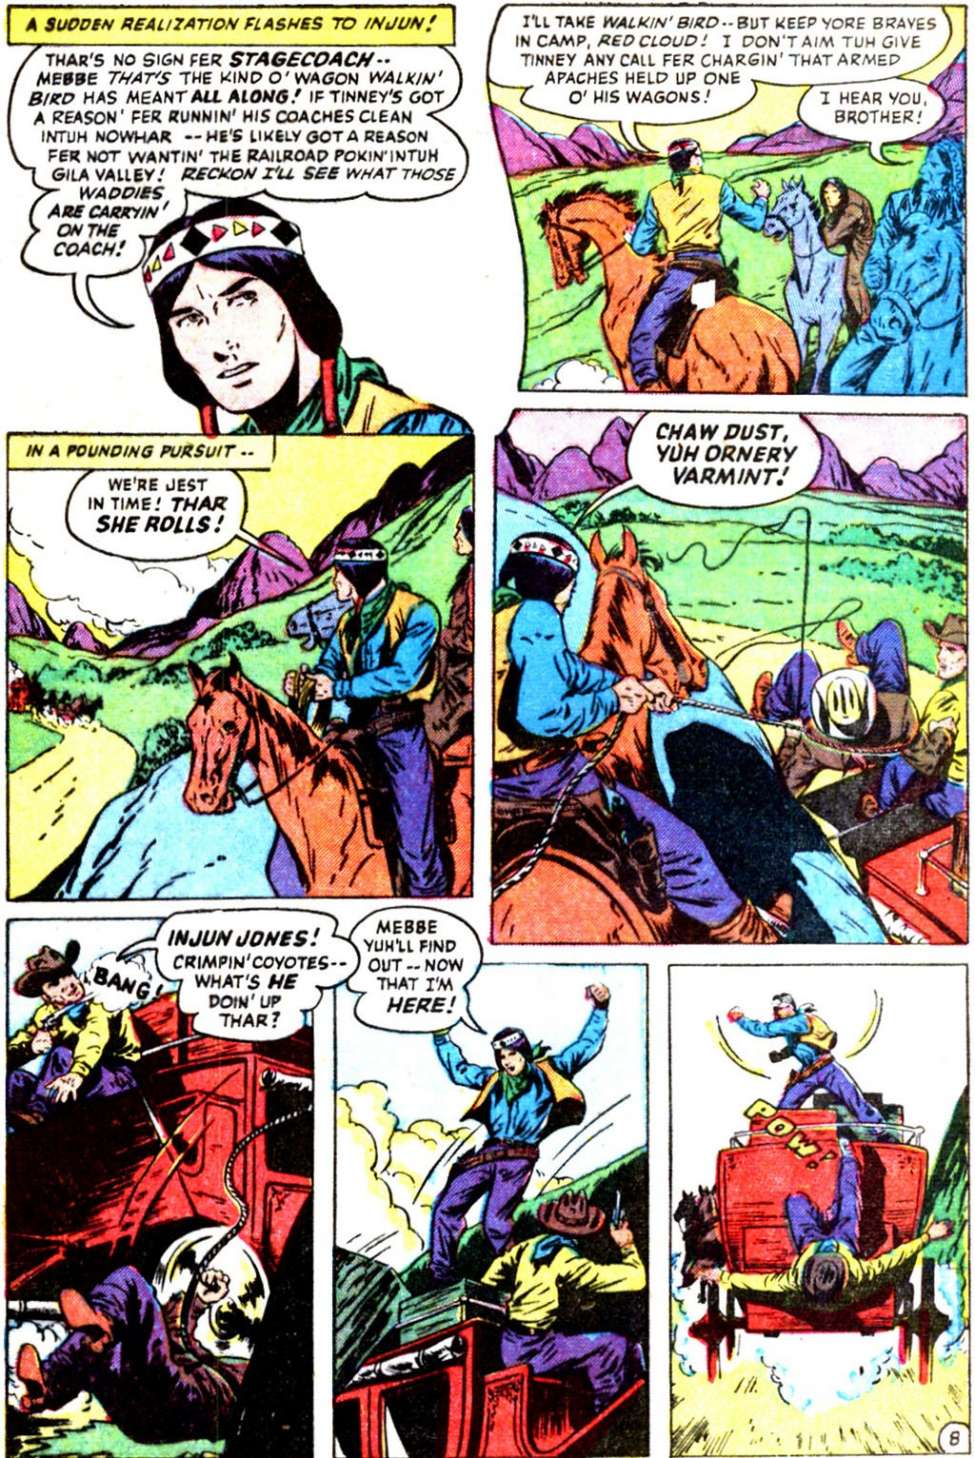 A SUDDEN REALIZATION FLASHES TO INJUN!
THAR'S NO SIGN FER STAGECOACH--
MEBBE THAT'S THE KIND O' WAGON WALKIN'
BIRD HAS MEANT ALL ALONG! IF TINNEY'S GOT
A REASON' FER RUNNIN' HIS COACHES CLEAN
INTUH NOWHAR -- HE'S LIKELY GOT A REASON
FER NOT WANTIN' THE RAILROAD POKIN' INTUH
GILA VALLEY! RECKON I'LL SEE WHAT THOSE
WADDIES
ARE CARRYIN'
ON THE
COACH!
I'LL TAKE WALKIN' BIRD -- BUT KEEP YORE BRAVES
IN CAMP, RED CLOUD! I DON'T AIM TUH GIVE
TINNEY ANY CALL FER CHARGIN' THAT ARMED
APACHES HELD UP ONE
O' HIS WAGONS!
I HEAR YOU,
BROTHER!
IN A POUNDING PURSUIT --
WE'RE JEST
IN TIME! THAR
SHE ROLLS!
CHAW DUST,
YUH ORNERY
VARMINT!
BANG!
INJUN JONES!
CRIMPIN' COYOTES--
WHAT'S HE
DOIN' UP
THAR?
MEBBE
YUH'LL FIND
OUT -- NOW
THAT I'M
HERE!
POW!
8